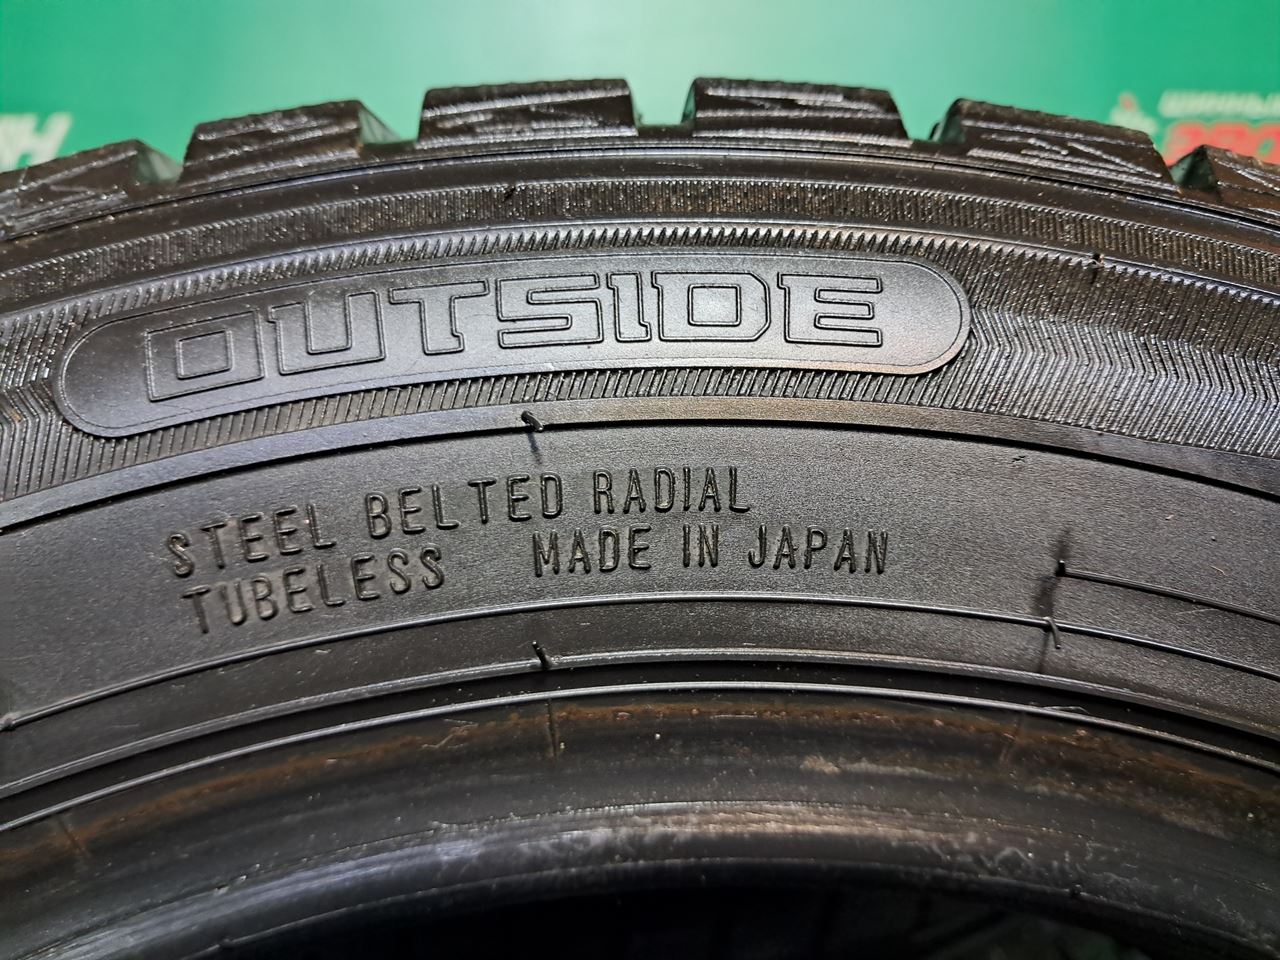 OUTSIDE
STEEL BELTED RADIAL
TUBELESS MADE IN JAPAN